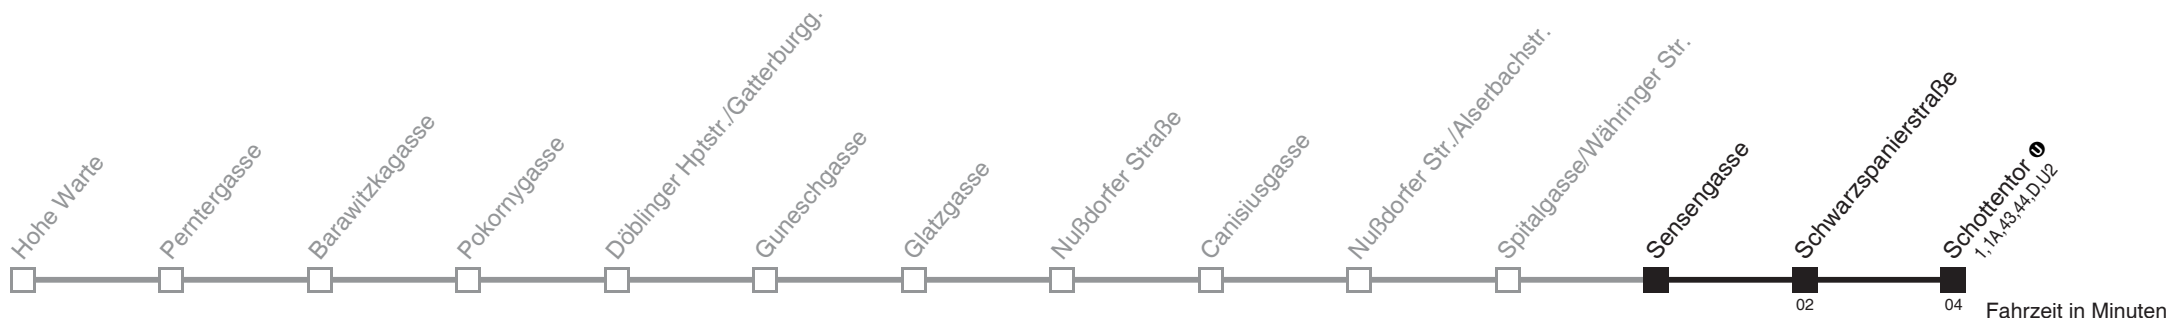 Hohe Warte
Perntergasse
Barawitzkagasse
Pokornygasse
Döblinger Hptstr./Gatterburgg.
Guneschgasse
Glatzgasse
Nußdorfer Straße
Canisiusgasse
Nußdorfer Str./Alserbachstr.
Spitalgasse/Währinger Str.
Sensengasse
Schwarzspanierstraße
Schottentor U
1,1A,43,44,D,U2
02
04
Fahrzeit in Minuten